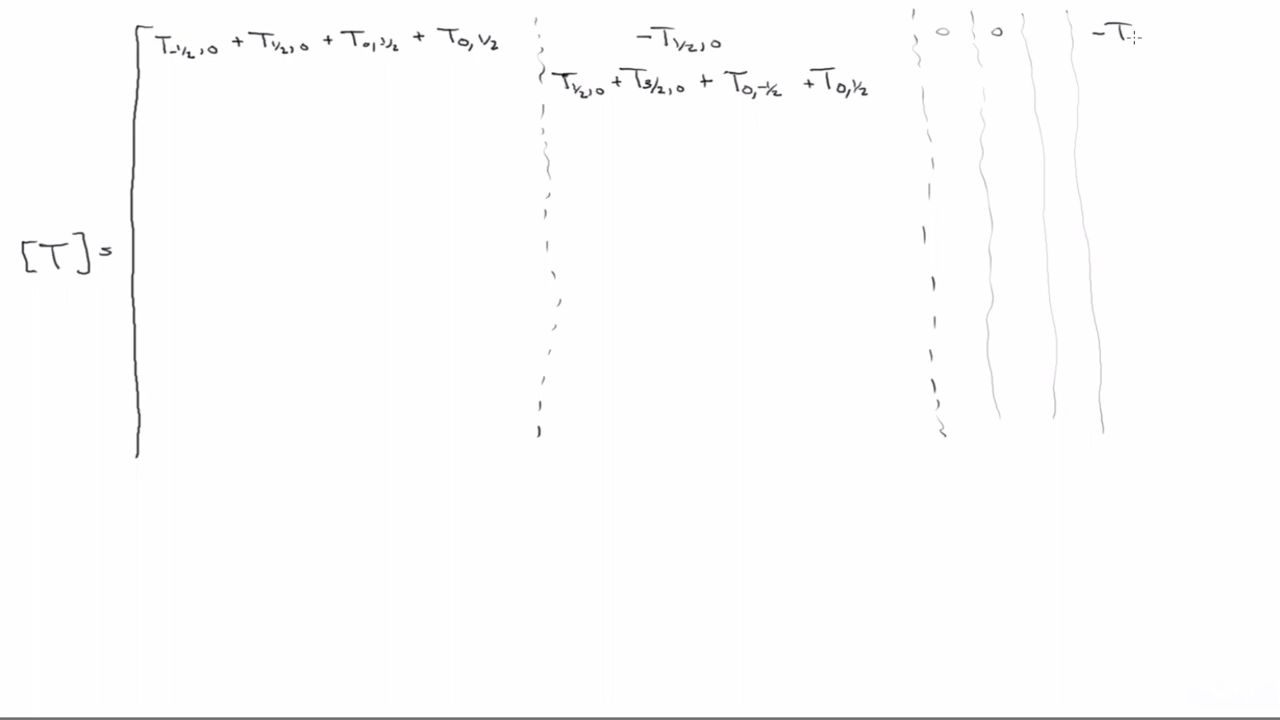 T-1/2,0 + T1/2,0 + T0,-1/2 + T0,1/2 -T1/2,0 0 0 -T
T1/2,0 + T3/2,0 + T0,-1/2 + T0,1/2
[T] =